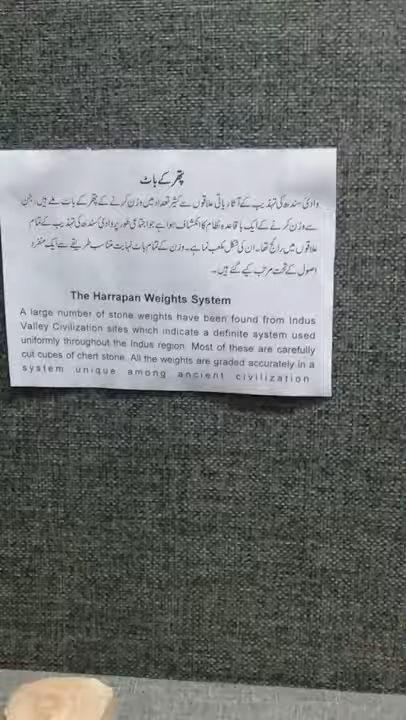 پتھر کے باٹ
وادی سندھ کی تہذیب کے آثاریاتی علاقوں سے کثیر تعداد میں وزن کرنے کے پتھر کے باٹ ملے ہیں، جن
سے وزن کرنے کے ایک باقاعدہ نظام کا انکشاف ہوا ہے جو اجتماعی طور پر وادی سندھ کی تہذیب کے تمام
علاقوں میں رائج تھا۔ ان کی شکل مکعب نما ہے۔ وزن کے تمام باٹ نہایت متناسب طریقے سے ایک منفرد
اصول کے تحت مرتب کیے گئے ہیں۔
The Harrapan Weights System
A large number of stone weights have been found from Indus
Valley Civilization sites which indicate a definite system used
uniformly throughout the Indus region. Most of these are carefully
cut cubes of chert stone. All the weights are graded accurately in a
system unique among ancient civilization